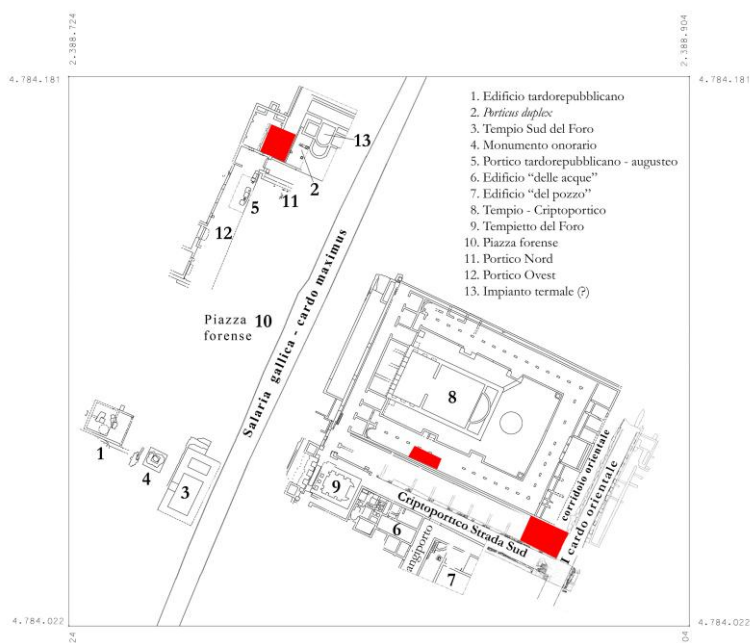 2.388.724
2.388.904
4.784.181
4.784.181
1. Edificio tardorepubblicano
2. Porticus duplex
3. Tempio Sud del Foro
4. Monumento onorario
5. Portico tardorepubblicano - augusteo
6. Edificio "delle acque"
7. Edificio "del pozzo"
8. Tempio - Criptoportico
9. Tempietto del Foro
10. Piazza forense
11. Portico Nord
12. Portico Ovest
13. Impianto termale (?)
13
2
11
5
12
Piazza 10
forense
Salaria gallica - cardo maximus
8
1
4
3
9
6
7
angiporto
Criptoportico Strada Sud
corridoio orientale
I cardo orientale
4.784.022
4.784.022
24
04